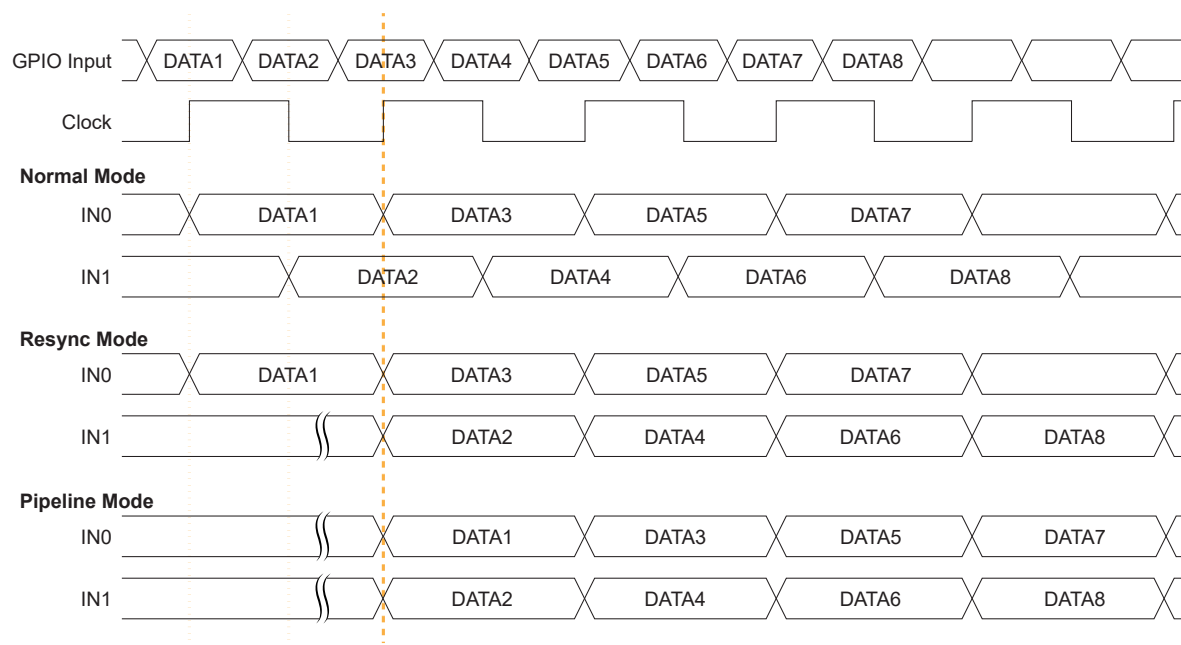 GPIO Input DATA1 DATA2 DATA3 DATA4 DATA5 DATA6 DATA7 DATA8
Clock
Normal Mode
IN0 DATA1 DATA3 DATA5 DATA7
IN1 DATA2 DATA4 DATA6 DATA8
Resync Mode
IN0 DATA1 DATA3 DATA5 DATA7
IN1 DATA2 DATA4 DATA6 DATA8
Pipeline Mode
IN0 DATA1 DATA3 DATA5 DATA7
IN1 DATA2 DATA4 DATA6 DATA8